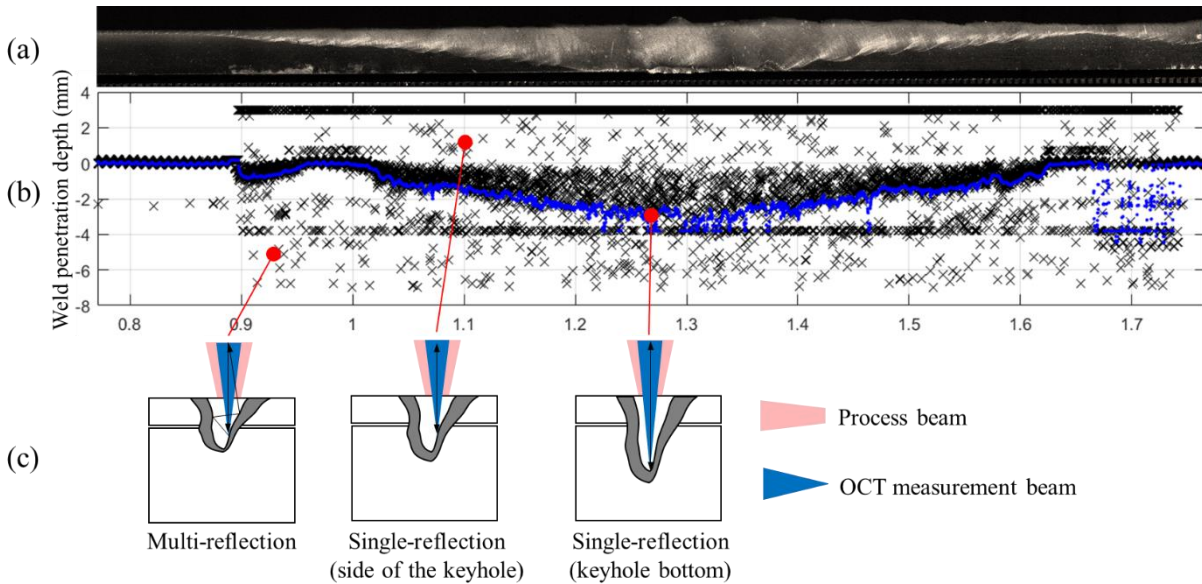 (a)
Weld penetration depth (mm)
4
2
0
-2
-4
-6
-8
(b)
0.8
0.9
1
1.1
1.2
1.3
1.4
1.5
1.6
1.7
(c)
Process beam
OCT measurement beam
Multi-reflection
Single-reflection
(side of the keyhole)
Single-reflection
(keyhole bottom)